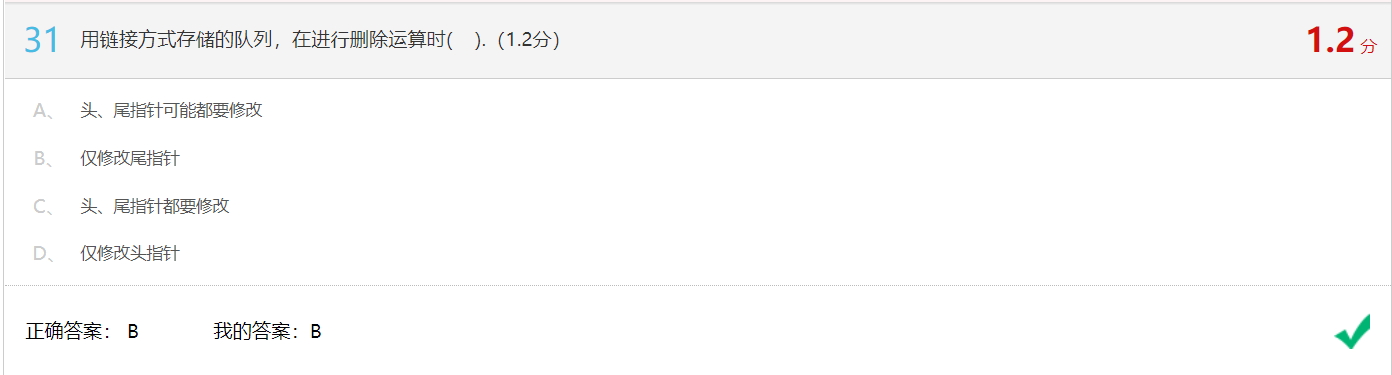 31 用链接方式存储的队列，在进行删除运算时( ).（1.2分） 1.2 分
A、 头、尾指针可能都要修改
B、 仅修改尾指针
C、 头、尾指针都要修改
D、 仅修改头指针
正确答案： B 我的答案：B